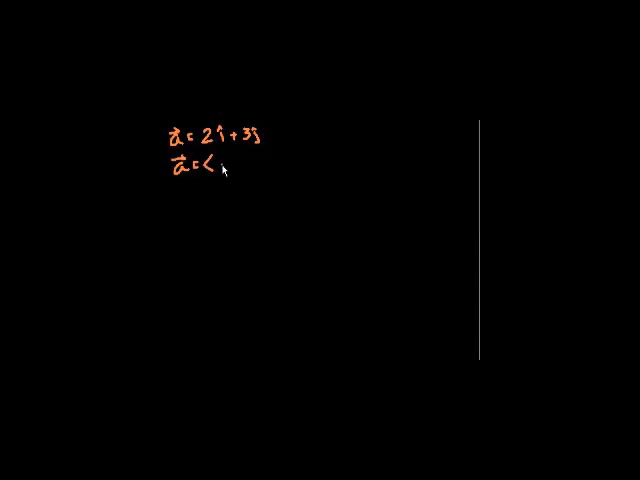 a⃗ = 2î + 3ĵ
a⃗ = <